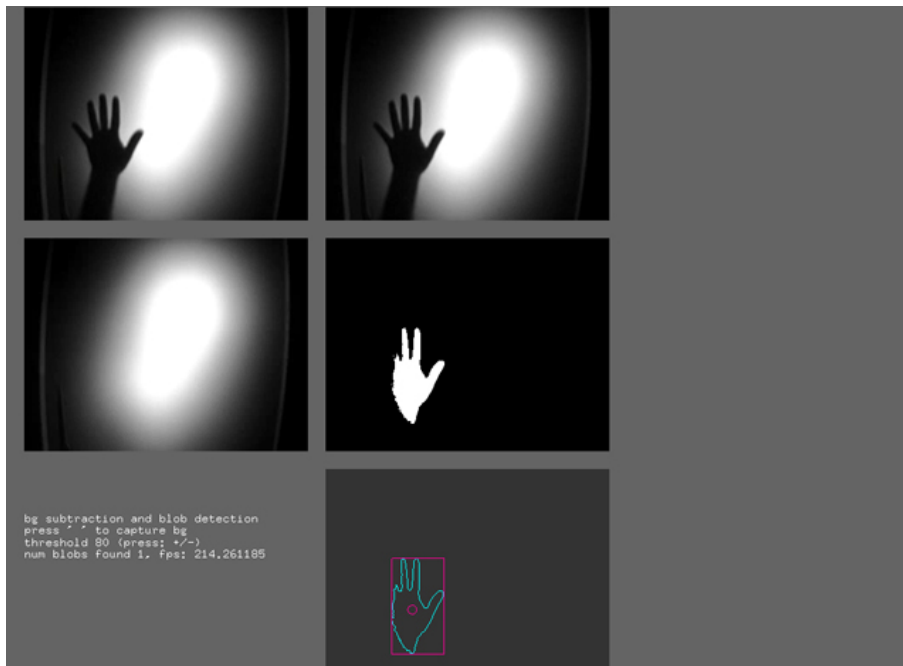 bg subtraction and blob detection
press ' ' to capture bg
threshold 80 (press: +/-)
num blobs found 1, fps: 214.261185